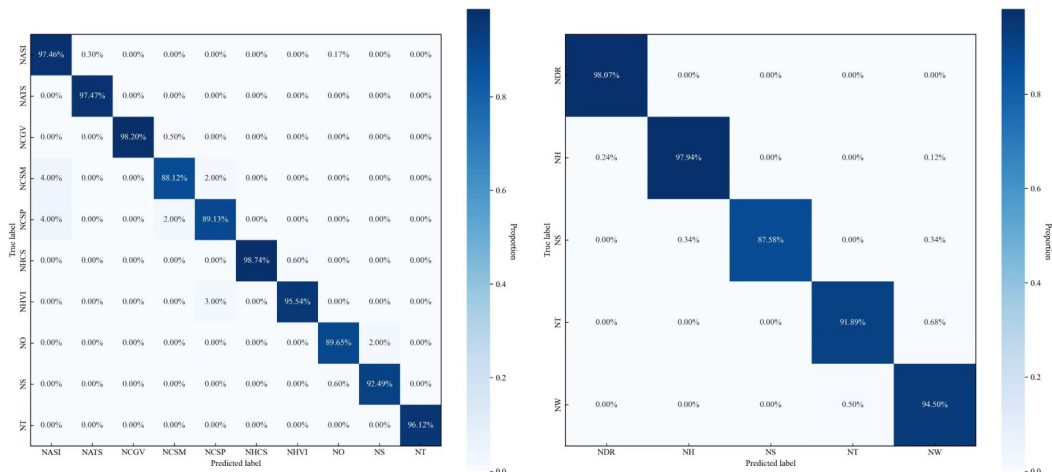 NASI 97.46% 0.30% 0.00% 0.00% 0.00% 0.00% 0.00% 0.17% 0.00% 0.00%
NATS 0.00% 97.47% 0.00% 0.00% 0.00% 0.00% 0.00% 0.00% 0.00% 0.00%
NCGV 0.00% 0.00% 98.20% 0.50% 0.00% 0.00% 0.00% 0.00% 0.00% 0.00%
NCSM 4.00% 0.00% 0.00% 88.12% 2.00% 0.00% 0.00% 0.00% 0.00% 0.00%
NCSP 4.00% 0.00% 0.00% 2.00% 89.13% 0.00% 0.00% 0.00% 0.00% 0.00%
NHCS 0.00% 0.00% 0.00% 0.00% 0.00% 98.74% 0.60% 0.00% 0.00% 0.00%
NHVI 0.00% 0.00% 0.00% 0.00% 3.00% 0.00% 95.54% 0.00% 0.00% 0.00%
NO 0.00% 0.00% 0.00% 0.00% 0.00% 0.00% 0.00% 89.65% 2.00% 0.00%
NS 0.00% 0.00% 0.00% 0.00% 0.00% 0.00% 0.00% 0.60% 92.49% 0.00%
NT 0.00% 0.00% 0.00% 0.00% 0.00% 0.00% 0.00% 0.00% 0.00% 96.12%
NASI NATS NCGV NCSM NCSP NHCS NHVI NO NS NT
Predicted label
True label
0.8
0.6
0.4
0.2
0.0
Proportion
NDR 98.07% 0.00% 0.00% 0.00% 0.00%
NH 0.24% 97.94% 0.00% 0.00% 0.12%
NS 0.00% 0.34% 87.58% 0.00% 0.34%
NT 0.00% 0.00% 0.00% 91.89% 0.68%
NW 0.00% 0.00% 0.00% 0.50% 94.50%
NDR NH NS NT NW
Predicted label
True label
0.8
0.6
0.4
0.2
0.0
Proportion